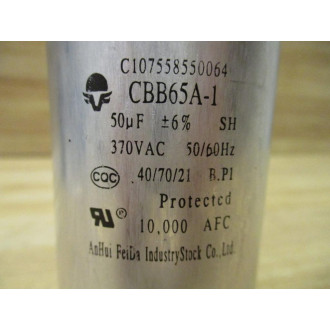 C107558550064
CBB65A-1
50µF ±6% SH
370VAC 50/60Hz
CQC 40/70/21 B.P1
Protected
10,000 AFC
AnHui FeiDa IndustryStock Co.,Ltd.